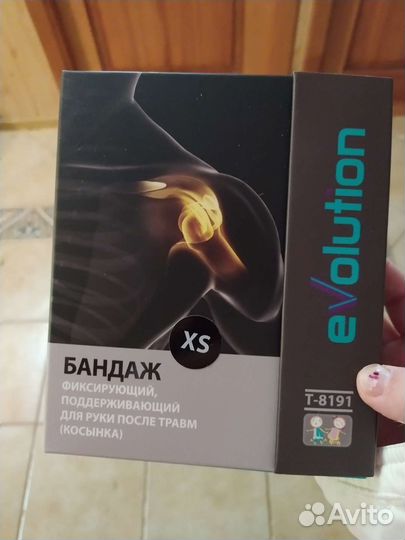 XS
БАНДАЖ
ФИКСИРУЮЩИЙ,
ПОДДЕРЖИВАЮЩИЙ
ДЛЯ РУКИ ПОСЛЕ ТРАВМ
(КОСЫНКА)
evolution
T-8191
Avito